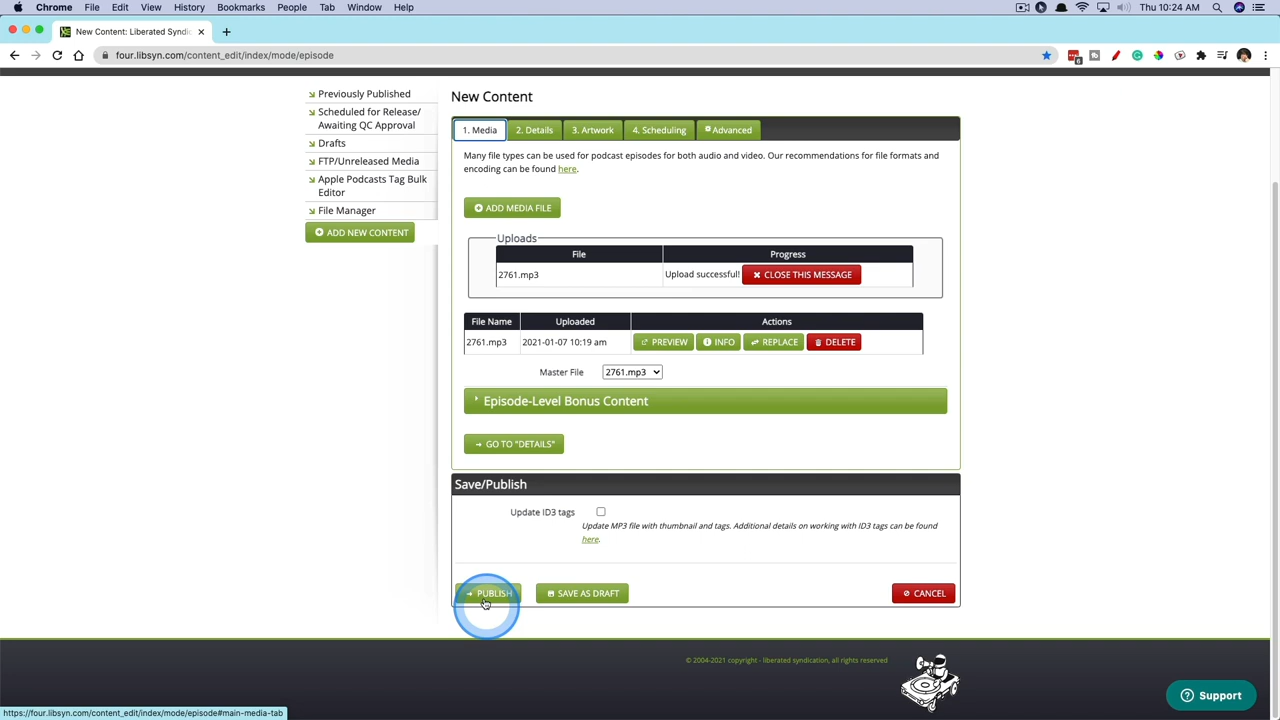 Chrome File Edit View History Bookmarks People Tab Window Help Thu 10:24 AM
New Content: Liberated Syndic
four.libsyn.com/content_edit/index/mode/episode
6
Previously Published
Scheduled for Release/
Awaiting QC Approval
Drafts
FTP/Unreleased Media
Apple Podcasts Tag Bulk
Editor
File Manager
ADD NEW CONTENT
New Content
1. Media 2. Details 3. Artwork 4. Scheduling Advanced
Many file types can be used for podcast episodes for both audio and video. Our recommendations for file formats and
encoding can be found here.
ADD MEDIA FILE
Uploads
File Progress
2761.mp3 Upload successful! CLOSE THIS MESSAGE
File Name Uploaded Actions
2761.mp3 2021-01-07 10:19 am PREVIEW INFO REPLACE DELETE
Master File 2761.mp3
Episode-Level Bonus Content
GO TO "DETAILS"
Save/Publish
Update ID3 tags
Update MP3 file with thumbnail and tags. Additional details on working with ID3 tags can be found
here.
PUBLISH SAVE AS DRAFT CANCEL
© 2004-2021 copyright - liberated syndication, all rights reserved
Support
https://four.libsyn.com/content_edit/index/mode/episode#main-media-tab